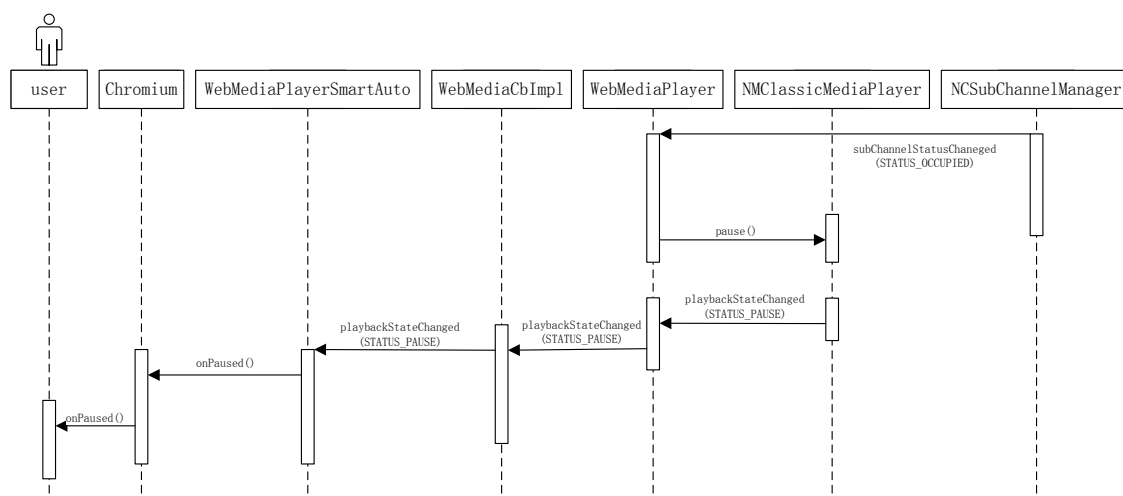 user
Chromium
WebMediaPlayerSmartAuto
WebMediaCbImpl
WebMediaPlayer
NMClassicMediaPlayer
NCSubChannelManager
subChannelStatusChaneged
(STATUS_OCCUPIED)
pause()
playbackStateChanged
(STATUS_PAUSE)
playbackStateChanged
(STATUS_PAUSE)
playbackStateChanged
(STATUS_PAUSE)
onPaused()
onPaused()